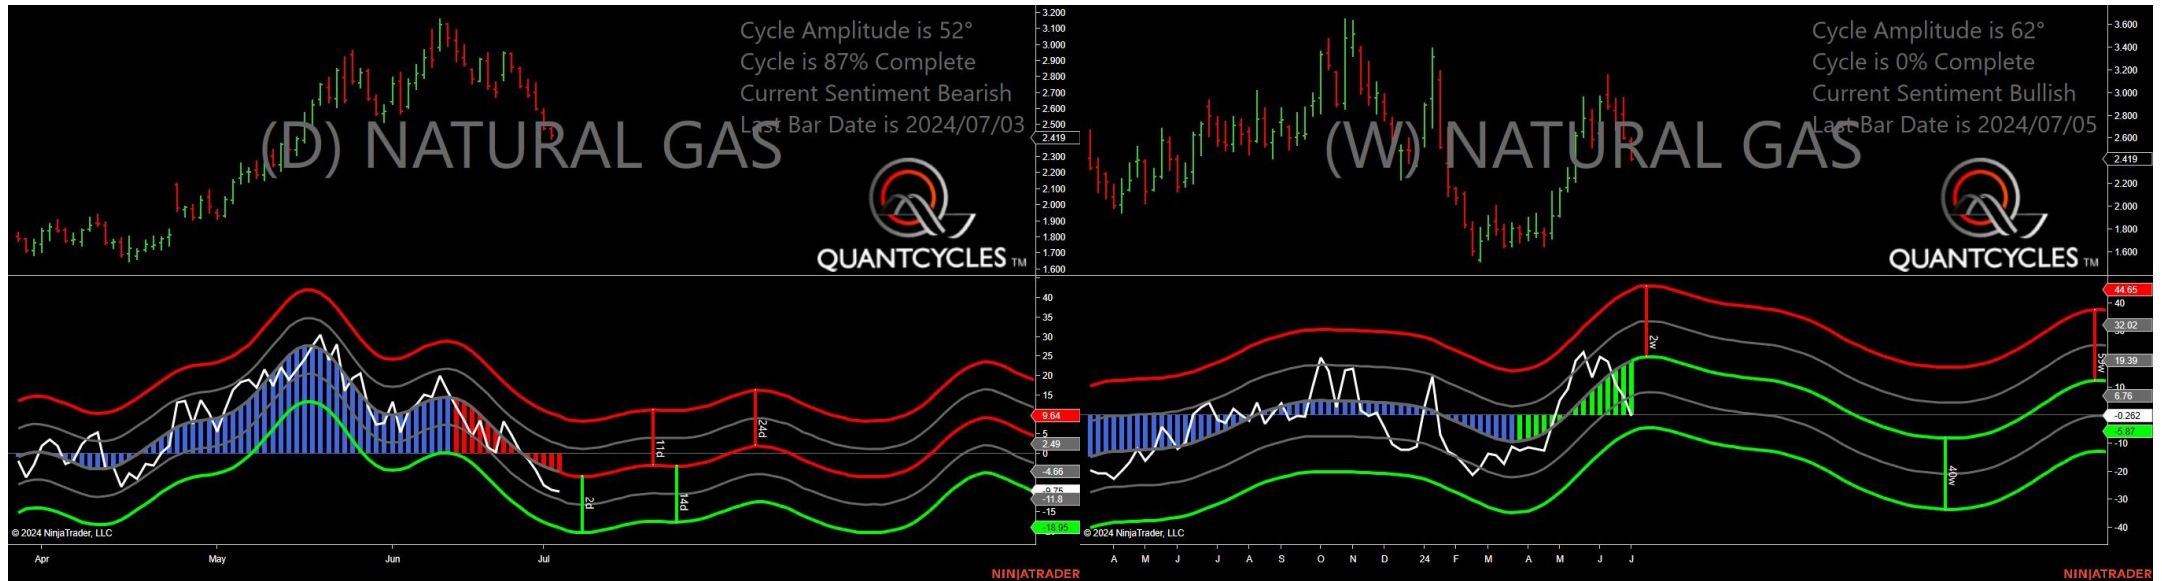 Cycle Amplitude is 52°
Cycle is 87% Complete
Current Sentiment Bearish
Last Bar Date is 2024/07/03
(D) NATURAL GAS
QUANTCYCLES TM
3.200
3.100
3.000
2.900
2.800
2.700
2.600
2.500
2.419
2.300
2.200
2.100
2.000
1.900
1.800
1.700
1.600
40
35
30
25
20
15
9.64
5
2.49
0
-4.66
-9.75
-11.8
-15
-18.95
2d
11d
14d
24d
© 2024 NinjaTrader, LLC
Apr
May
Jun
Jul
NINJATRADER
Cycle Amplitude is 62°
Cycle is 0% Complete
Current Sentiment Bullish
Last Bar Date is 2024/07/05
(W) NATURAL GAS
QUANTCYCLES TM
3.600
3.400
3.200
3.000
2.800
2.600
2.419
2.200
2.000
1.800
1.600
44.65
40
32.02
19.39
10
6.76
-0.262
-5.87
-10
-20
-30
-40
2w
40w
© 2024 NinjaTrader, LLC
A M J J A S O N D 24 F M A M J J
NINJATRADER